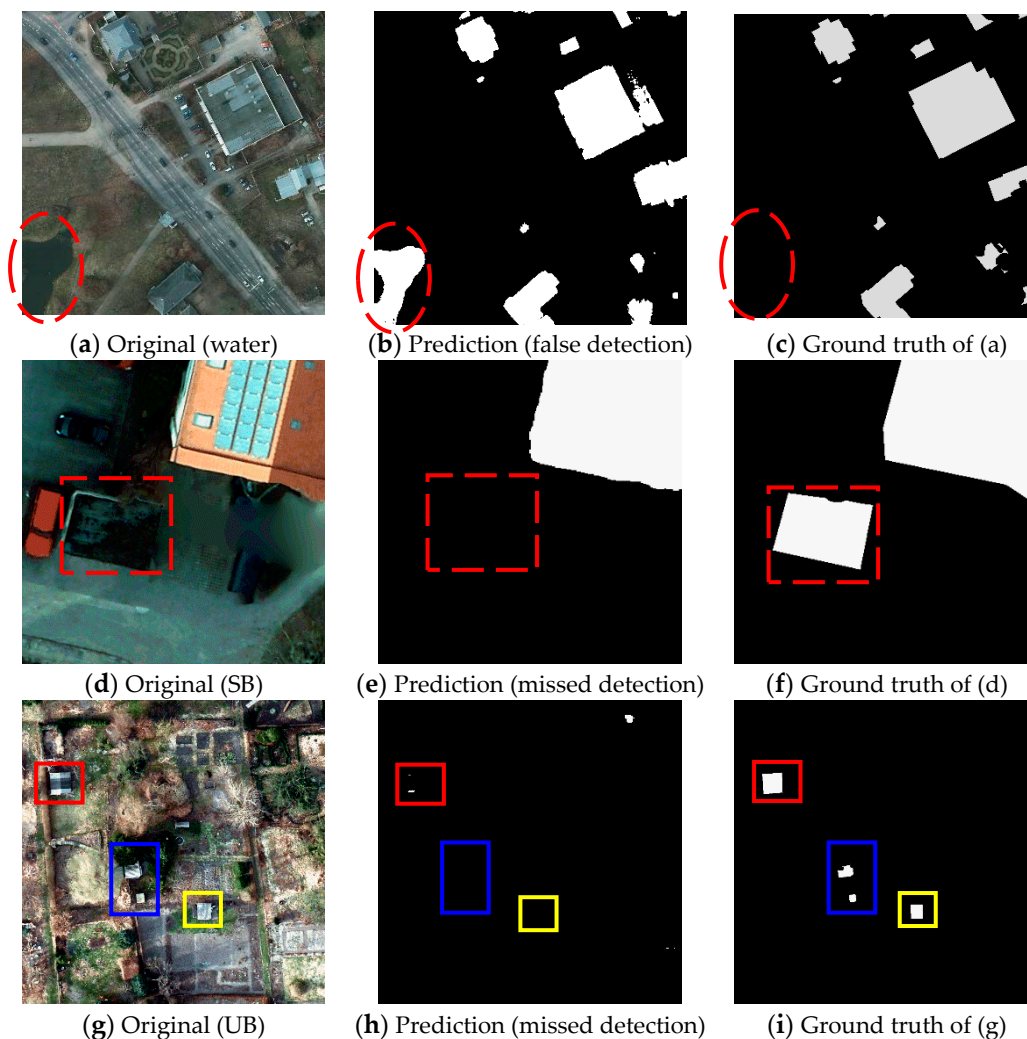 (a) Original (water)
(b) Prediction (false detection)
(c) Ground truth of (a)
(d) Original (SB)
(e) Prediction (missed detection)
(f) Ground truth of (d)
(g) Original (UB)
(h) Prediction (missed detection)
(i) Ground truth of (g)